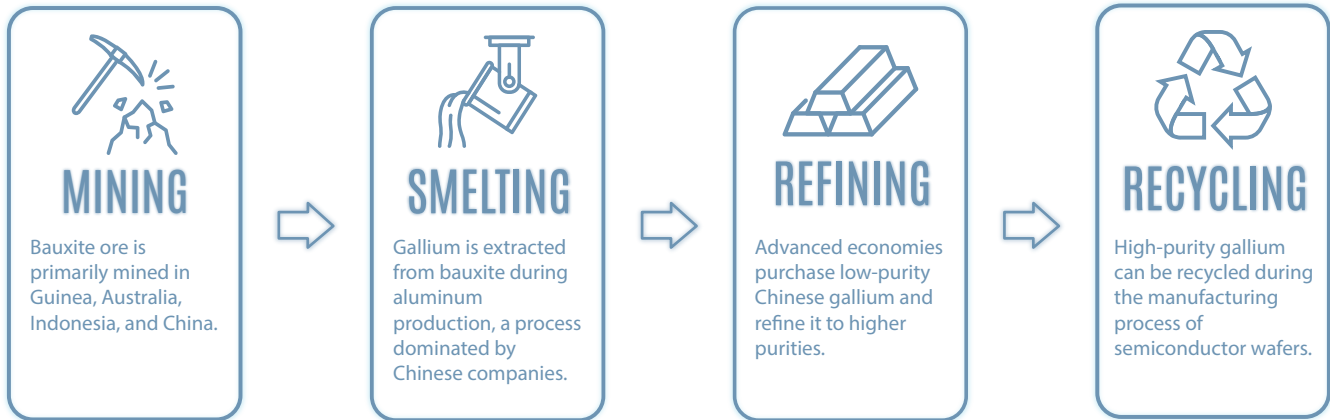 MINING
Bauxite ore is
primarily mined in
Guinea, Australia,
Indonesia, and China.
SMELTING
Gallium is extracted
from bauxite during
aluminum
production, a process
dominated by
Chinese companies.
REFINING
Advanced economies
purchase low-purity
Chinese gallium and
refine it to higher
purities.
RECYCLING
High-purity gallium
can be recycled during
the manufacturing
process of
semiconductor wafers.